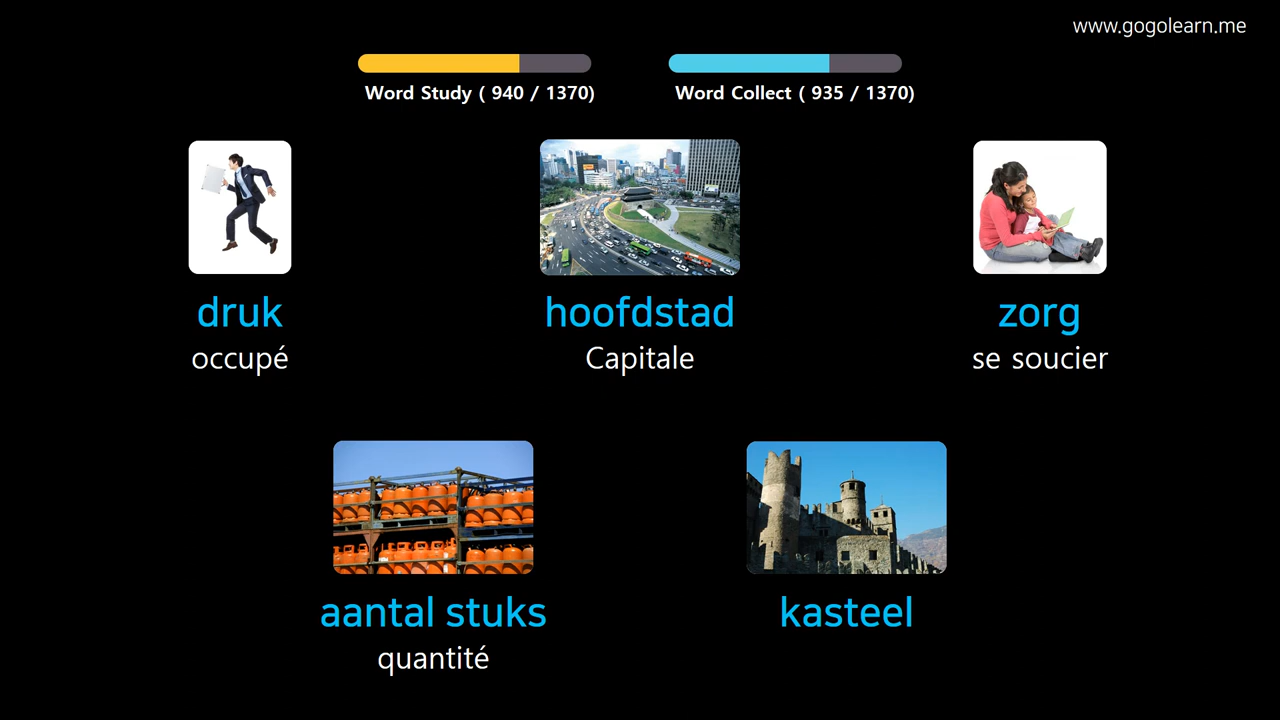 www.gogolearn.me
Word Study ( 940 / 1370)
Word Collect ( 935 / 1370)
druk
hoofdstad
zorg
occupé
Capitale
se soucier
aantal stuks
kasteel
quantité